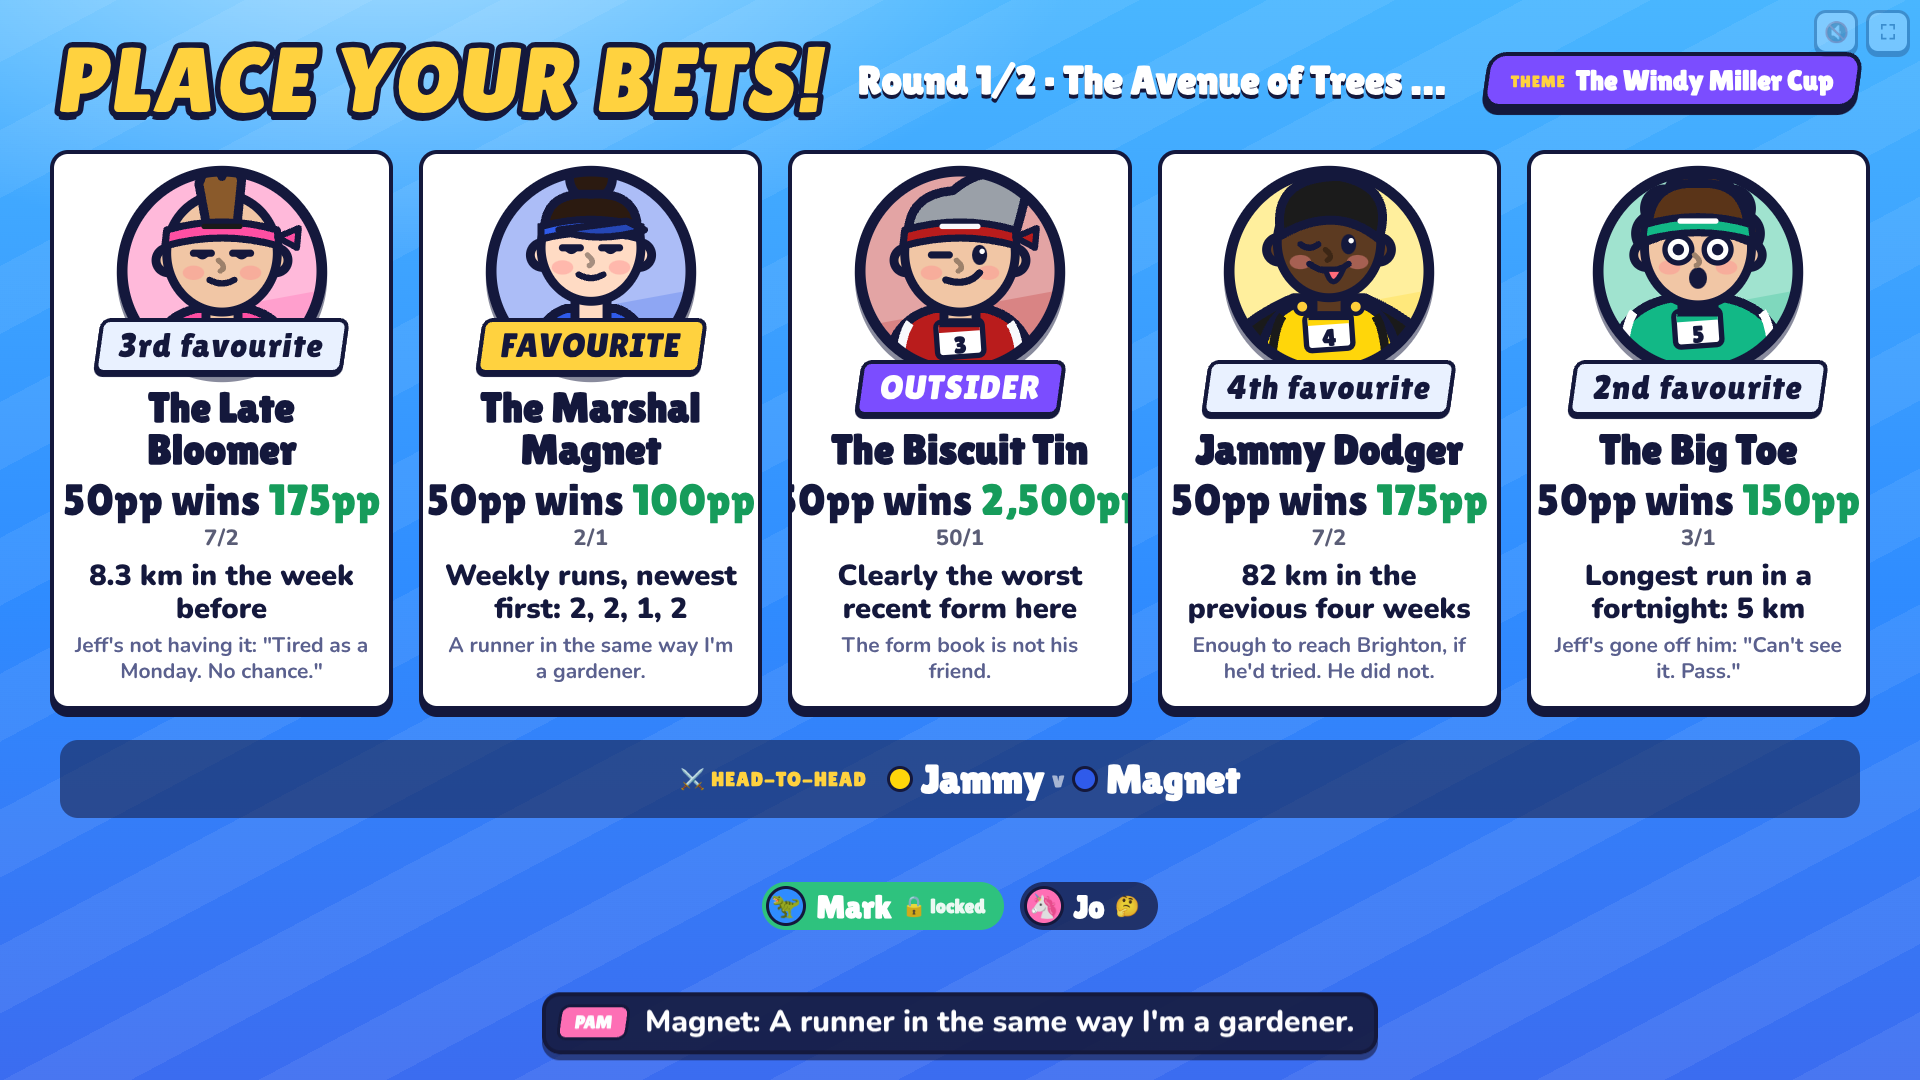 PLACE YOUR BETS!
Round 1/2 · The Avenue of Trees ...
THEME The Windy Miller Cup
3rd favourite
The Late
Bloomer
50pp wins 175pp
7/2
8.3 km in the week
before
Jeff's not having it: "Tired as a
Monday. No chance."
FAVOURITE
The Marshal
Magnet
50pp wins 100pp
2/1
Weekly runs, newest
first: 2, 2, 1, 2
A runner in the same way I'm
a gardener.
3
OUTSIDER
The Biscuit Tin
50pp wins 2,500pp
50/1
Clearly the worst
recent form here
The form book is not his
friend.
4
4th favourite
Jammy Dodger
50pp wins 175pp
7/2
82 km in the
previous four weeks
Enough to reach Brighton, if
he'd tried. He did not.
5
2nd favourite
The Big Toe
50pp wins 150pp
3/1
Longest run in a
fortnight: 5 km
Jeff's gone off him: "Can't see
it. Pass."
HEAD-TO-HEAD Jammy v Magnet
Mark locked
Jo
PAM Magnet: A runner in the same way I'm a gardener.